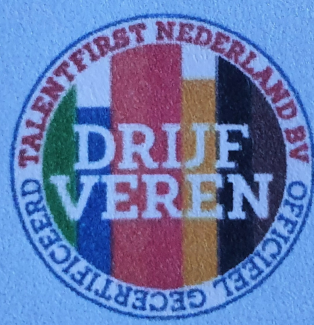 TALENTFIRST NEDERLAND BV
DRIJF
VEREN
OFFICIEEL GECERTIFICEERD